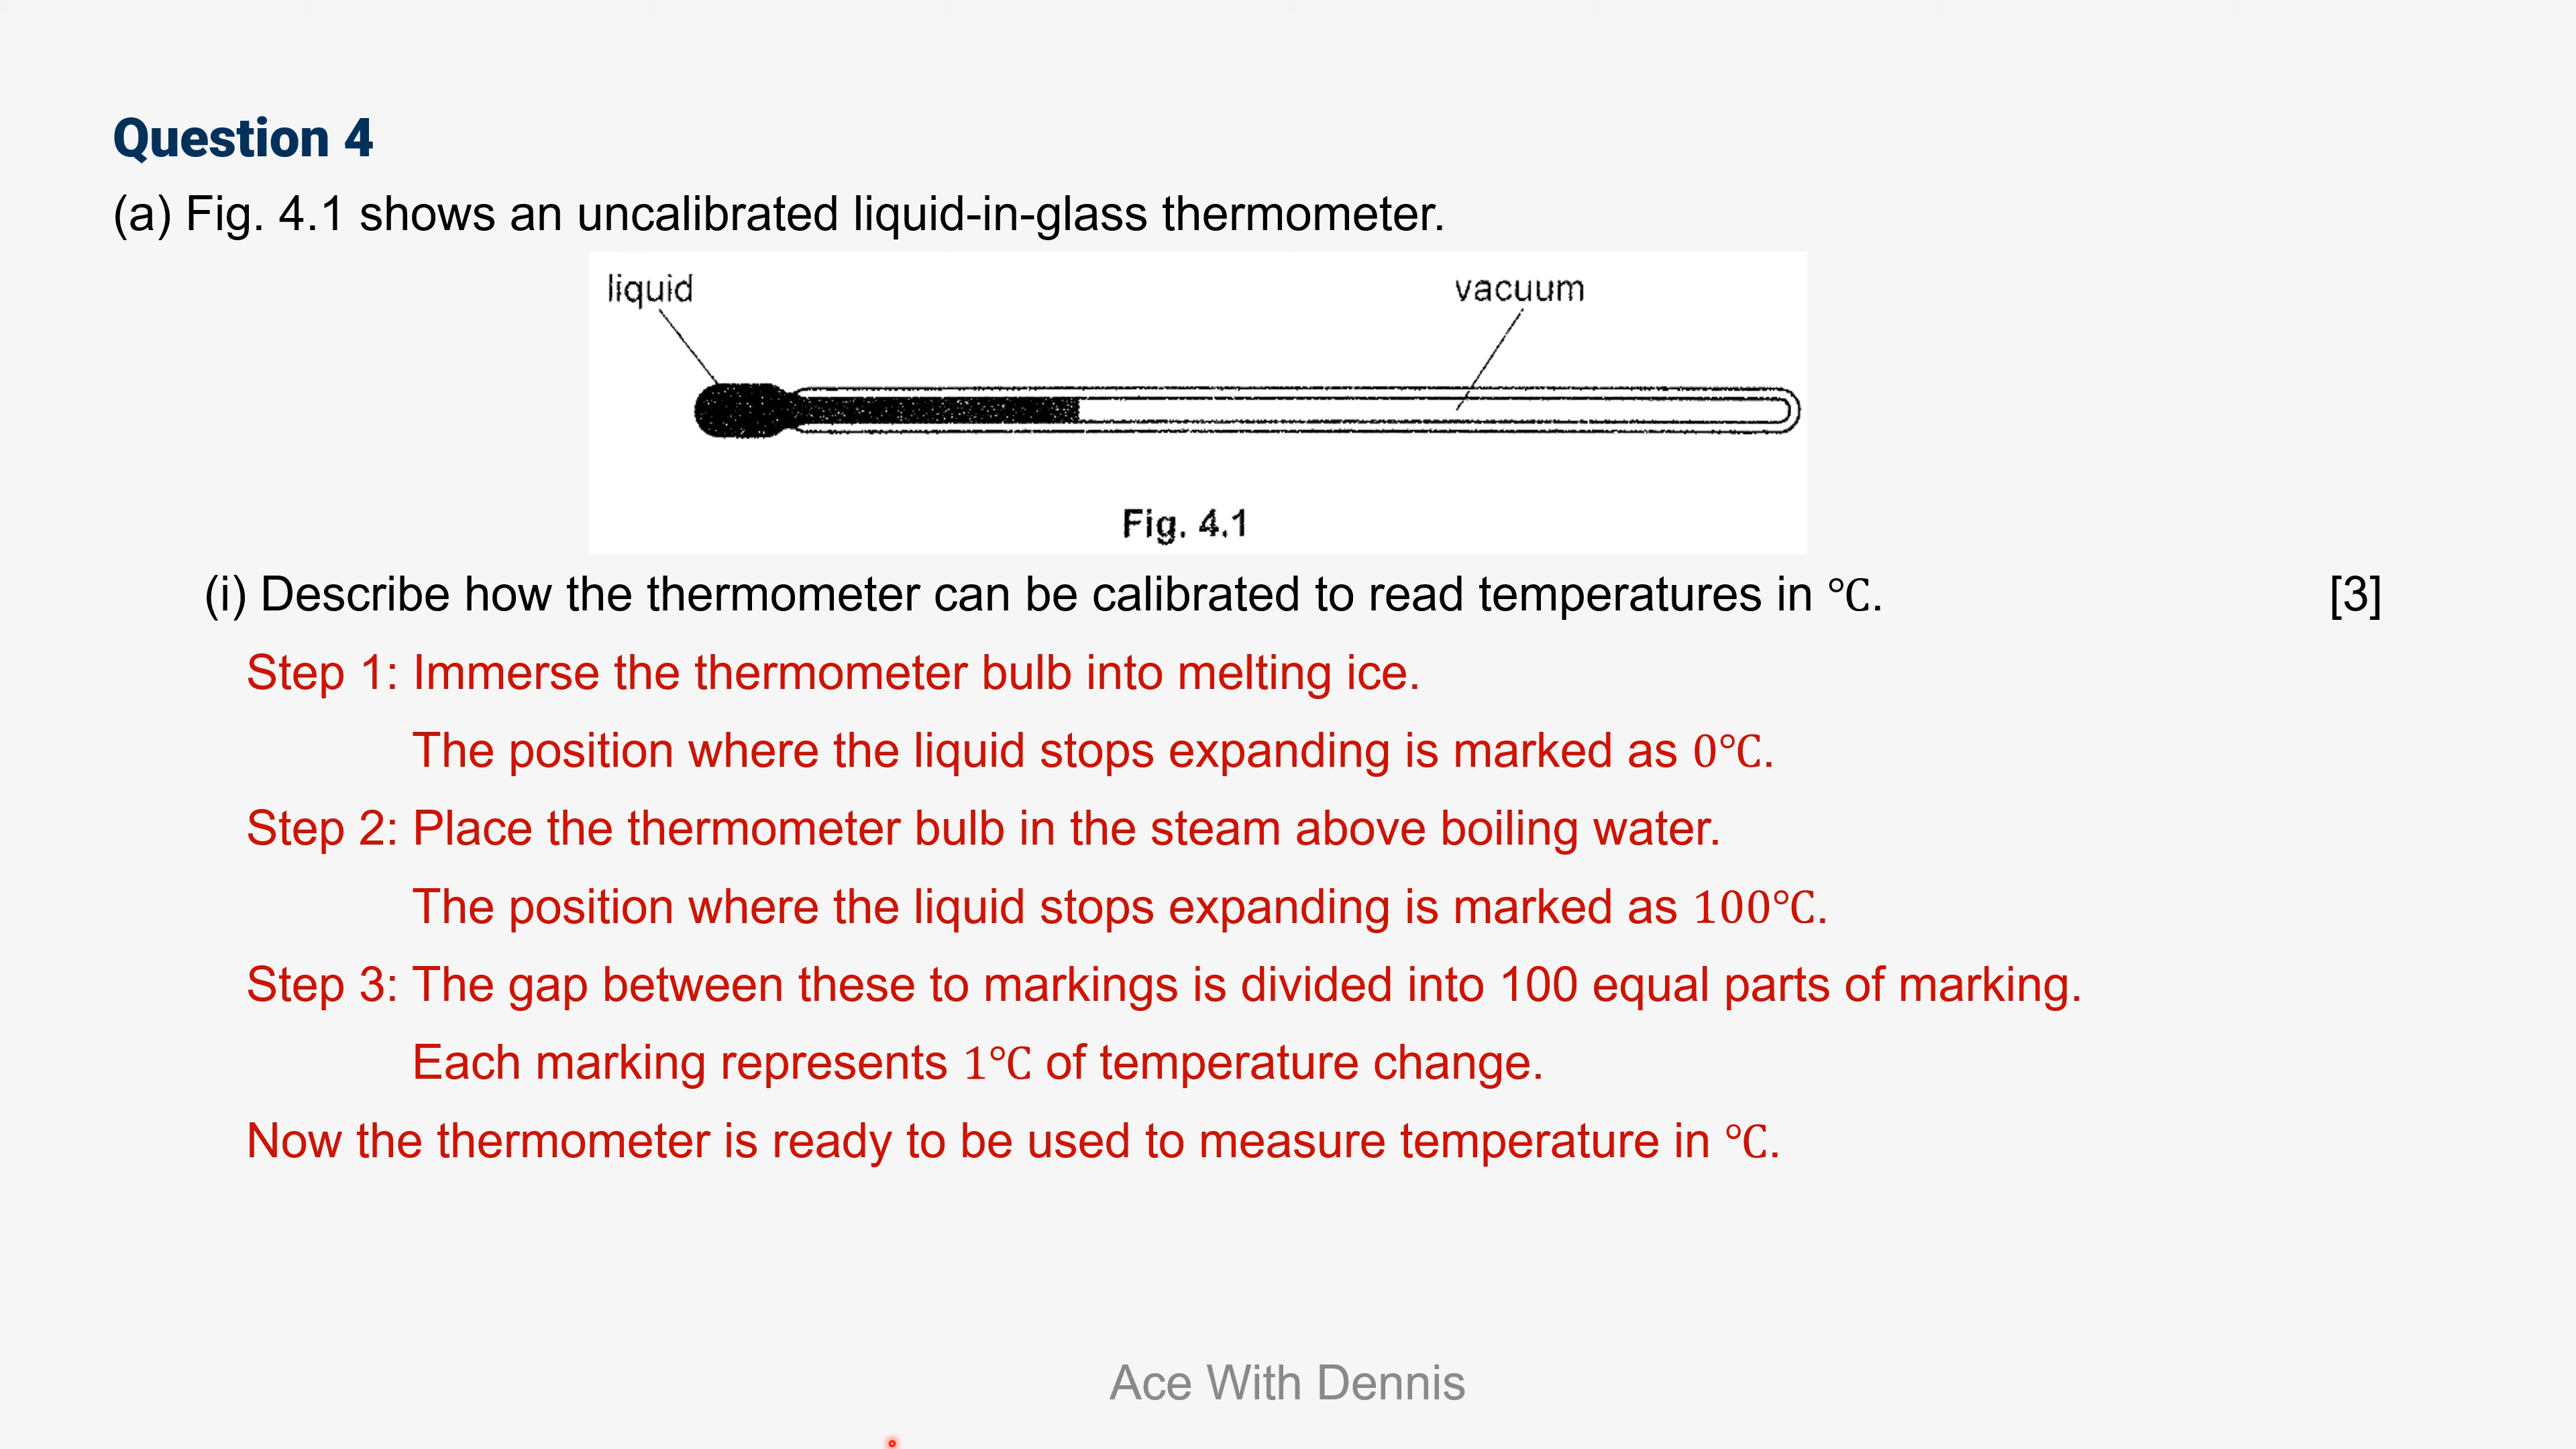 Question 4
(a) Fig. 4.1 shows an uncalibrated liquid-in-glass thermometer.
liquid
vacuum
Fig. 4.1
(i) Describe how the thermometer can be calibrated to read temperatures in °C. [3]
Step 1: Immerse the thermometer bulb into melting ice.
The position where the liquid stops expanding is marked as 0°C.
Step 2: Place the thermometer bulb in the steam above boiling water.
The position where the liquid stops expanding is marked as 100°C.
Step 3: The gap between these to markings is divided into 100 equal parts of marking.
Each marking represents 1°C of temperature change.
Now the thermometer is ready to be used to measure temperature in °C.
Ace With Dennis